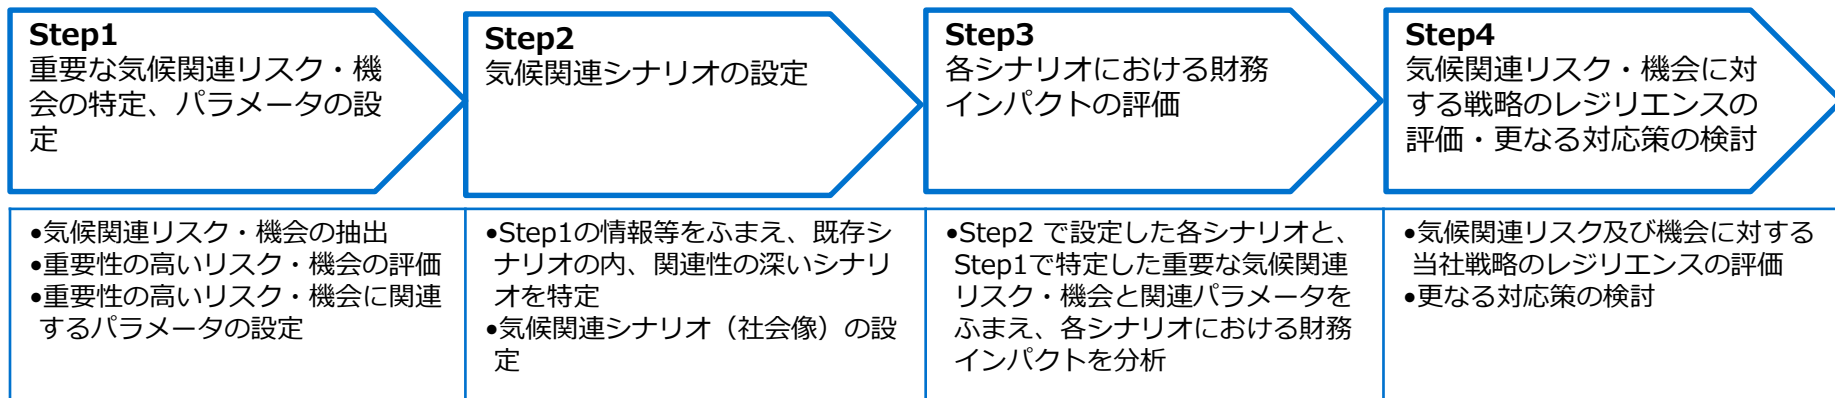 Step1
重要な気候関連リスク・機
会の特定、パラメータの設
定
Step2
気候関連シナリオの設定
Step3
各シナリオにおける財務
インパクトの評価
Step4
気候関連リスク・機会に対
する戦略のレジリエンスの
評価・更なる対応策の検討
•気候関連リスク・機会の抽出
•重要性の高いリスク・機会の評価
•重要性の高いリスク・機会に関連
するパラメータの設定
•Step1の情報等をふまえ、既存シ
ナリオの内、関連性の深いシナリ
オを特定
•気候関連シナリオ（社会像）の設
定
•Step2 で設定した各シナリオと、
Step1で特定した重要な気候関連
リスク・機会と関連パラメータを
ふまえ、各シナリオにおける財務
インパクトを分析
•気候関連リスク及び機会に対する
当社戦略のレジリエンスの評価
•更なる対応策の検討